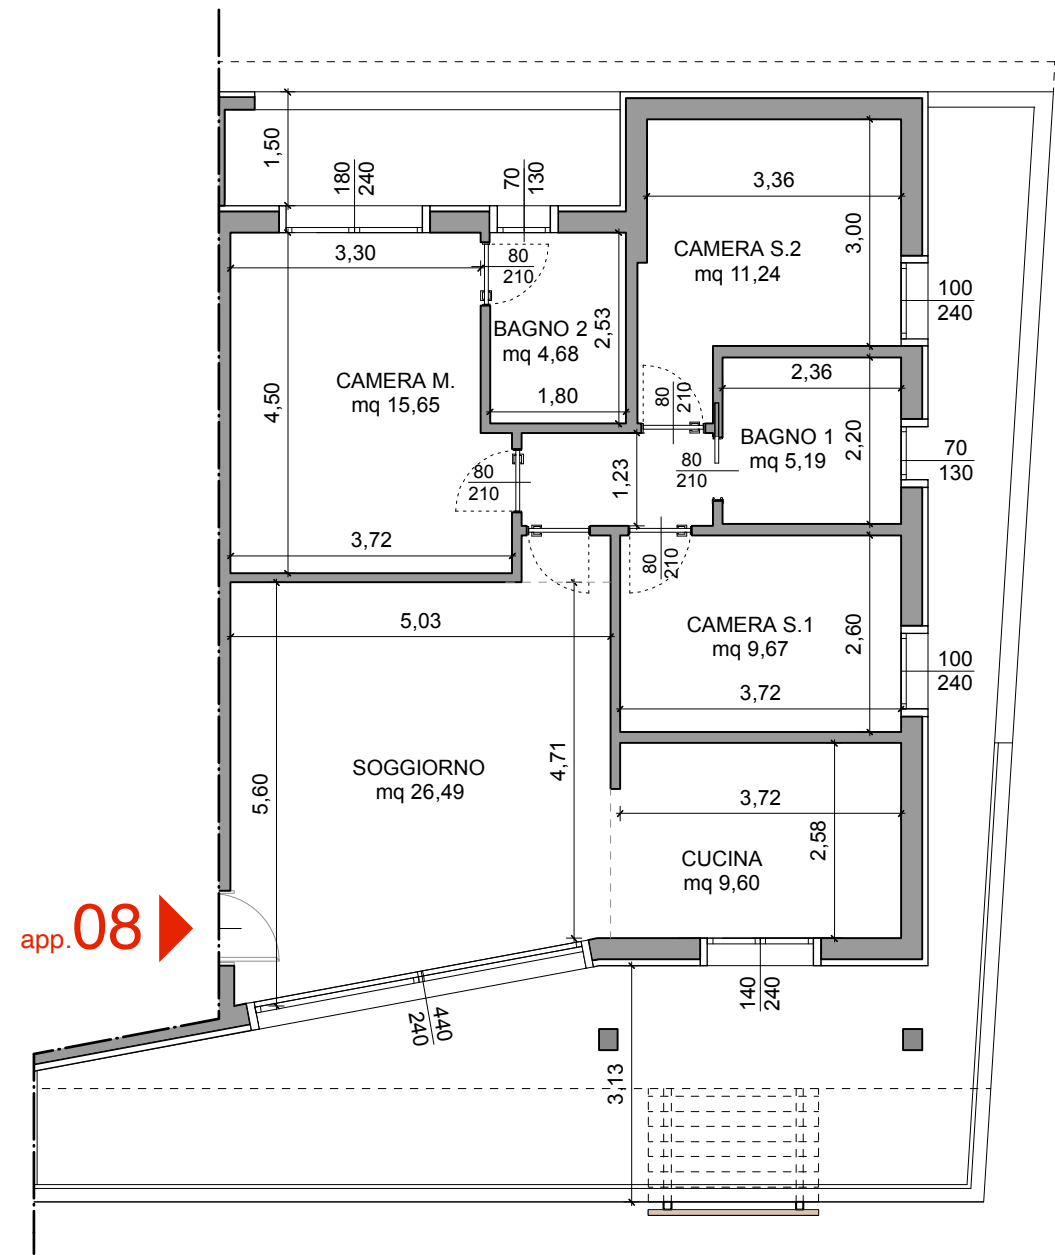 1,50
180
240
70
130
3,36
3,00
CAMERA S.2
mq 11,24
3,30
80
210
100
240
BAGNO 2
mq 4,68
2,53
CAMERA M.
mq 15,65
4,50
1,80
80
210
2,36
BAGNO 1
mq 5,19
2,20
70
130
80
210
1,23
80
210
3,72
80
210
5,03
CAMERA S.1
mq 9,67
2,60
100
240
3,72
SOGGIORNO
mq 26,49
5,60
4,71
3,72
2,58
CUCINA
mq 9,60
app.08
440
240
140
240
3,13